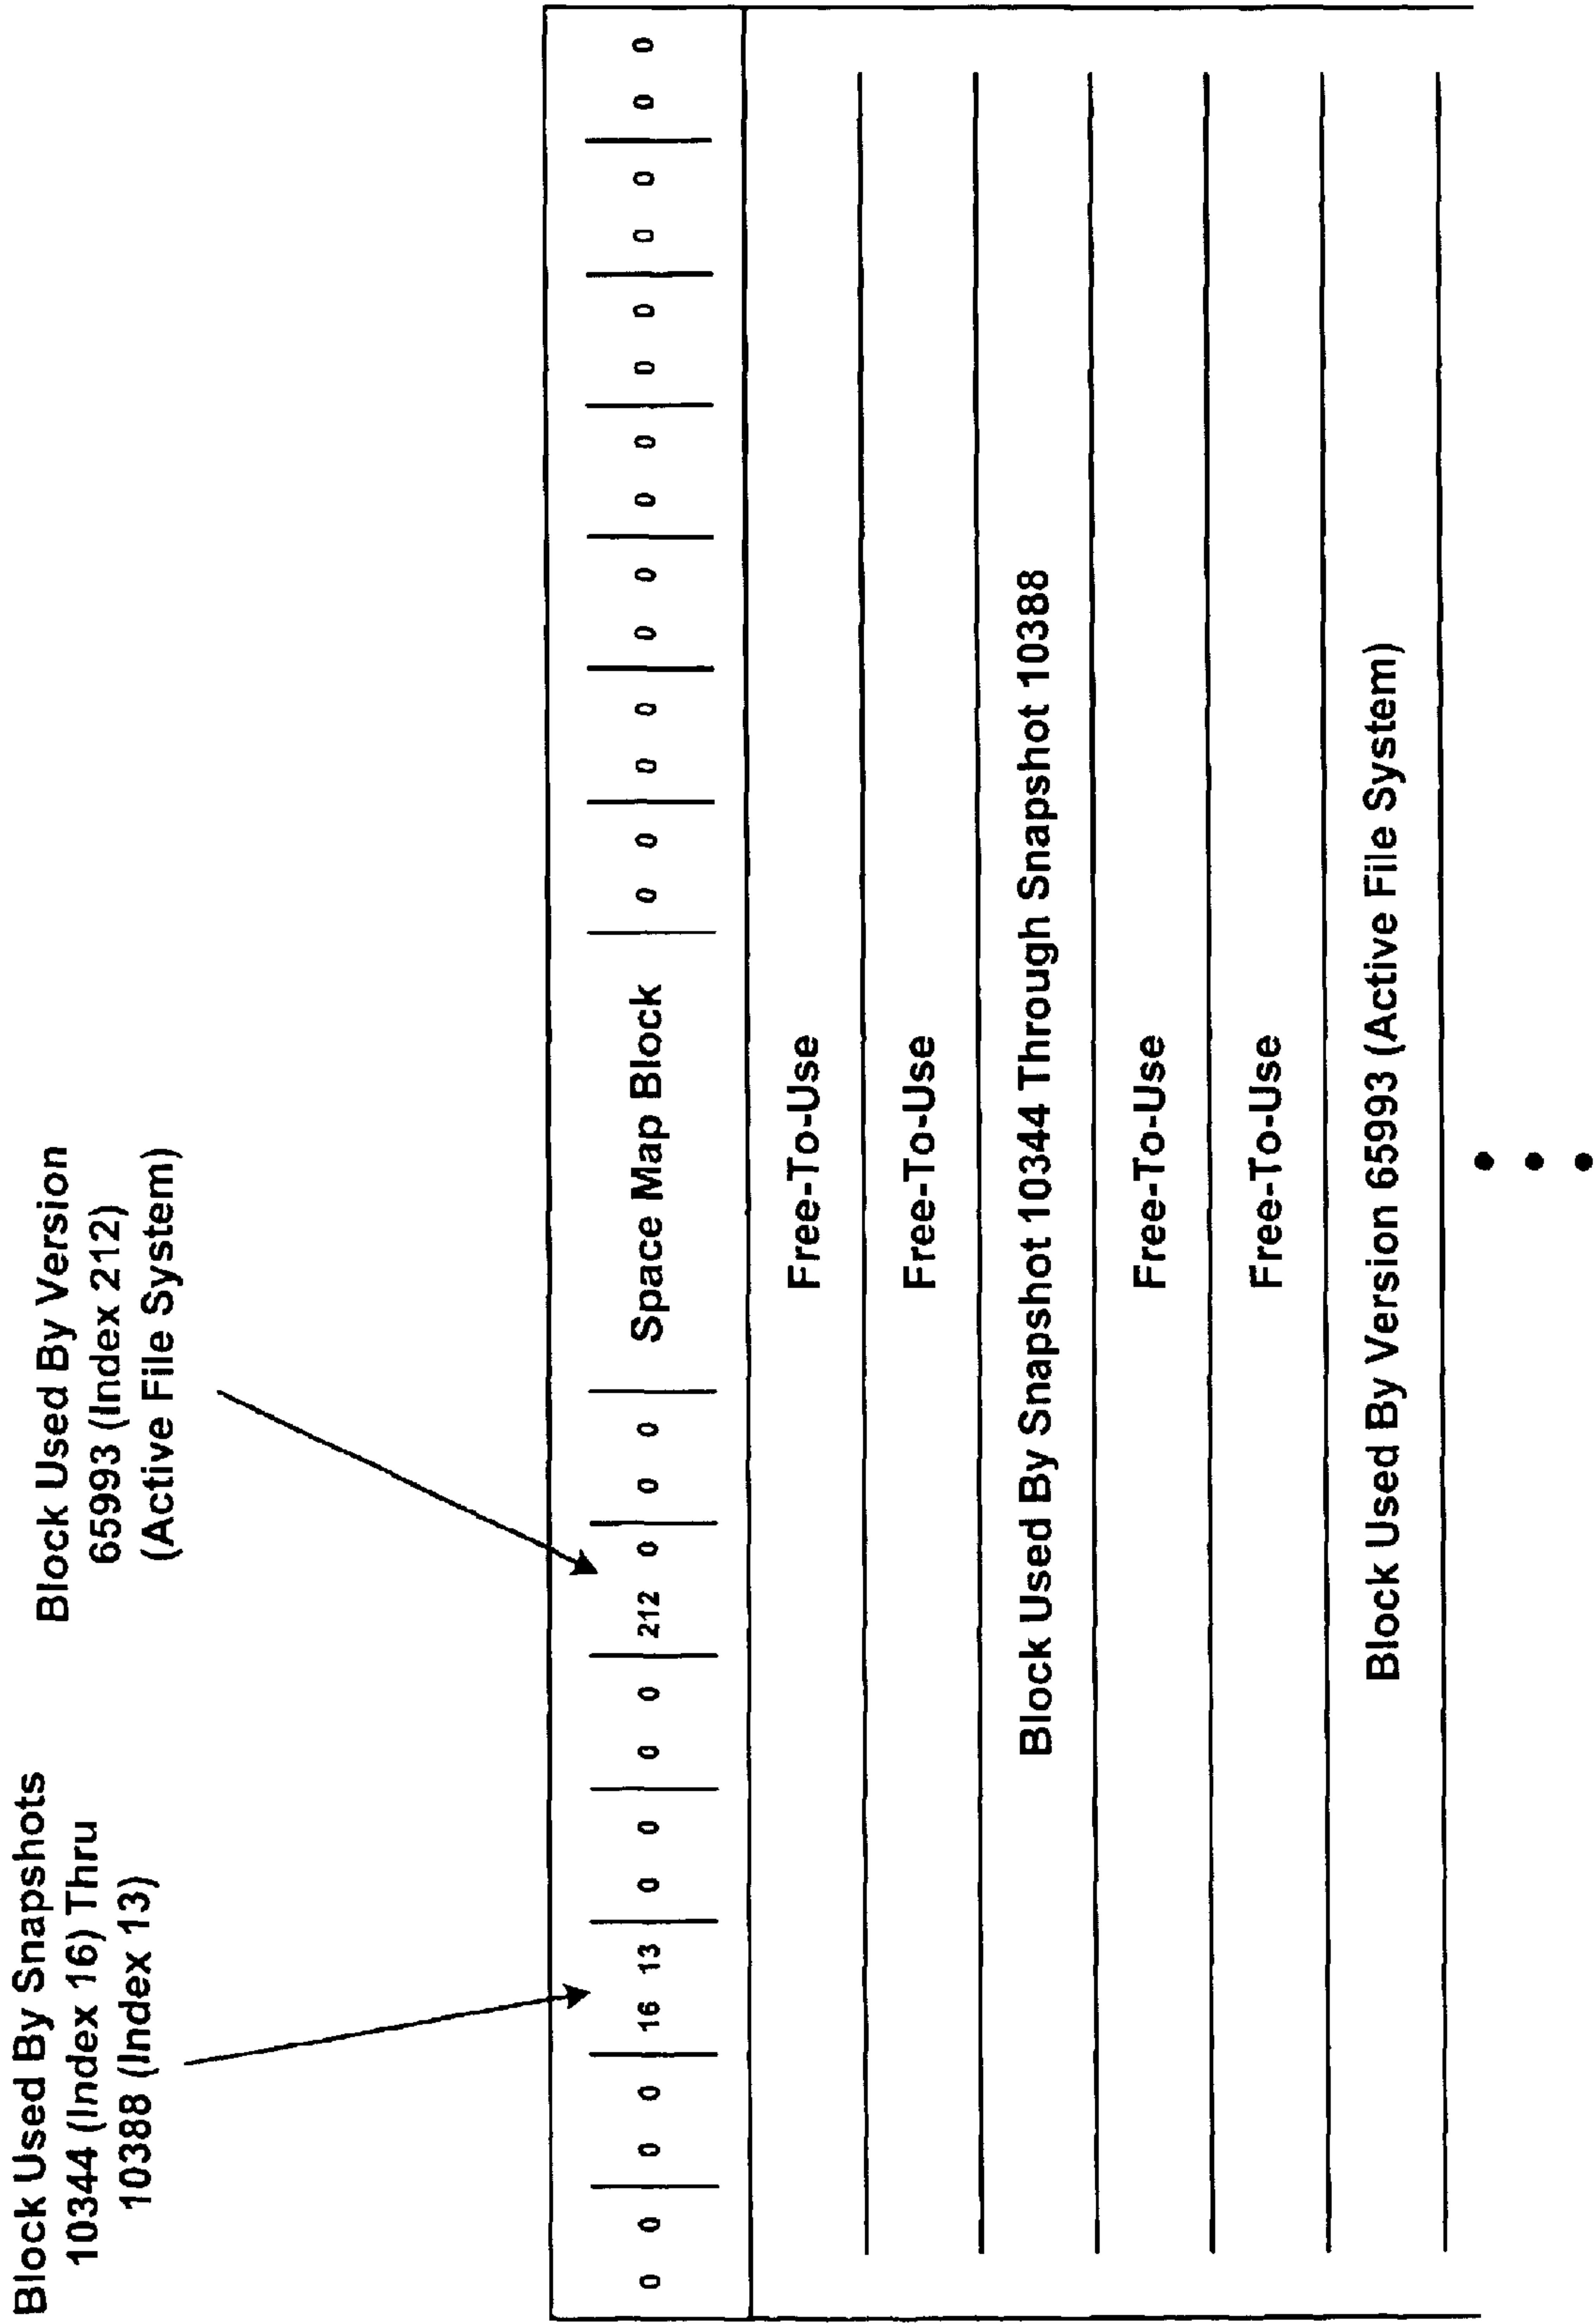 Block Used By Snapshots
10344 (Index 16) Thru
10388 (Index 13)
Block Used By Version
65993 (Index 212)
(Active File System)
0 0 0 0 16 13 0 0 0 0 212 0 0 0 Space Map Block 0 0 0 0 0 0 0 0 0 0 0 0 0 0
Free-To-Use
Free-To-Use
Block Used By Snapshot 10344 Through Snapshot 10388
Free-To-Use
Free-To-Use
Block Used By Version 65993 (Active File System)